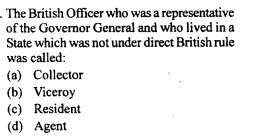 . The British Officer who was a representative
of the Governor General and who lived in a
State which was not under direct British rule
was called:
(a) Collector
(b) Viceroy
(c) Resident
(d) Agent